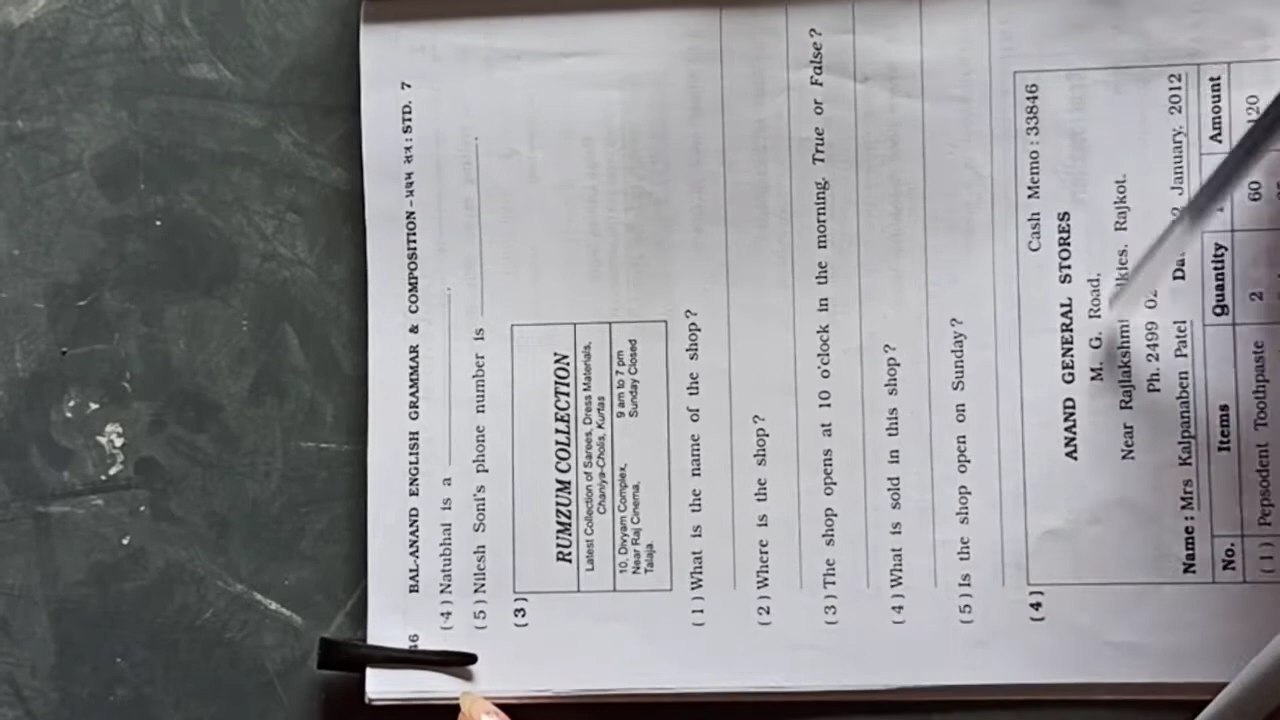 46 BAL-ANAND ENGLISH GRAMMAR & COMPOSITION – પ્રથમ સત્ર : STD. 7
( 4 ) Natubhai is a ________.
( 5 ) Nilesh Soni's phone number is ________.
( 3 )
RUMZUM COLLECTION
Latest Collection of Sarees, Dress Materials,
Chaniya-Cholis, Kurtas
10, Divyam Complex, 9 am to 7 pm
Near Raj Cinema, Sunday Closed
Talaja.
( 1 ) What is the name of the shop?
( 2 ) Where is the shop?
( 3 ) The shop opens at 10 o'clock in the morning. True or False?
( 4 ) What is sold in this shop?
( 5 ) Is the shop open on Sunday?
( 4 ) Cash Memo : 33846
ANAND GENERAL STORES
M. G. Road,
Near Rajlakshmi Rajkot.
Ph. 2499
Name : Mrs Kalpanaben Patel January, 2012
No. Items Quantity Amount
( 1 ) Pepsodent Toothpaste 2 60 120